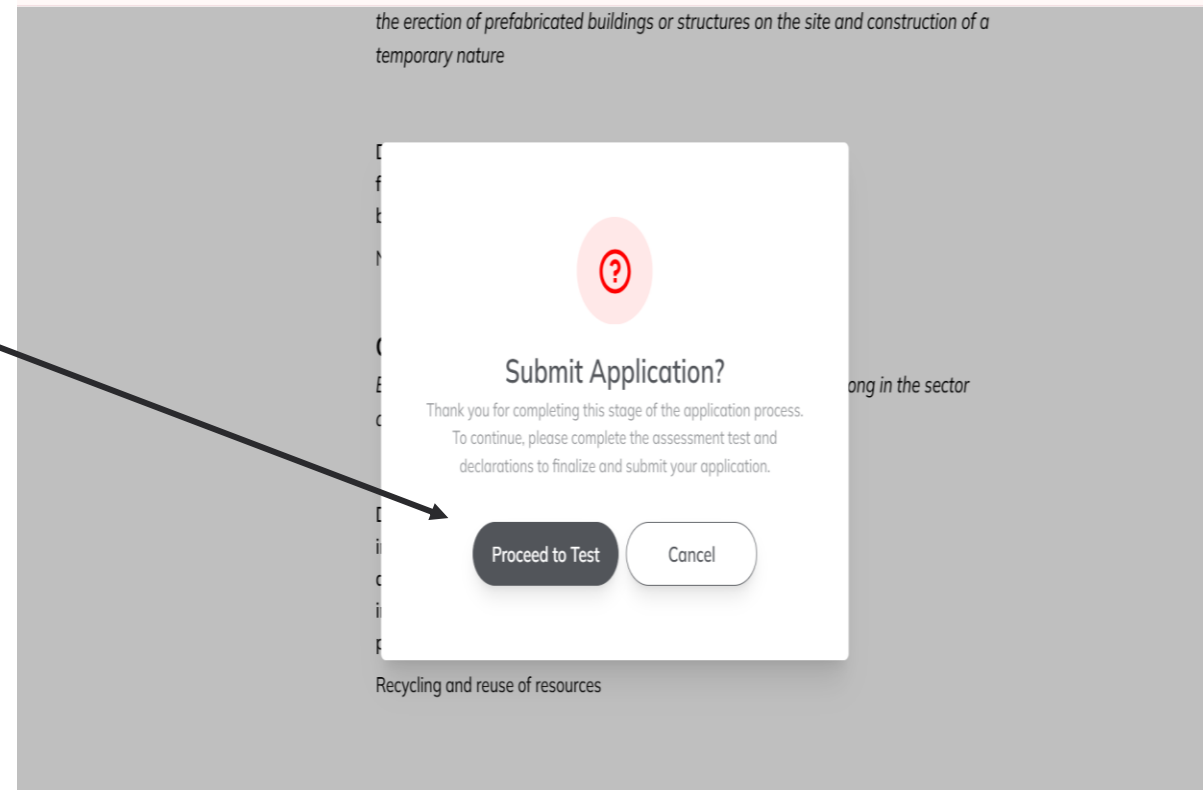 the erection of prefabricated buildings or structures on the site and construction of a
temporary nature
Submit Application?
ong in the sector
Thank you for completing this stage of the application process.
To continue, please complete the assessment test and
declarations to finalize and submit your application.
Proceed to Test
Cancel
Recycling and reuse of resources